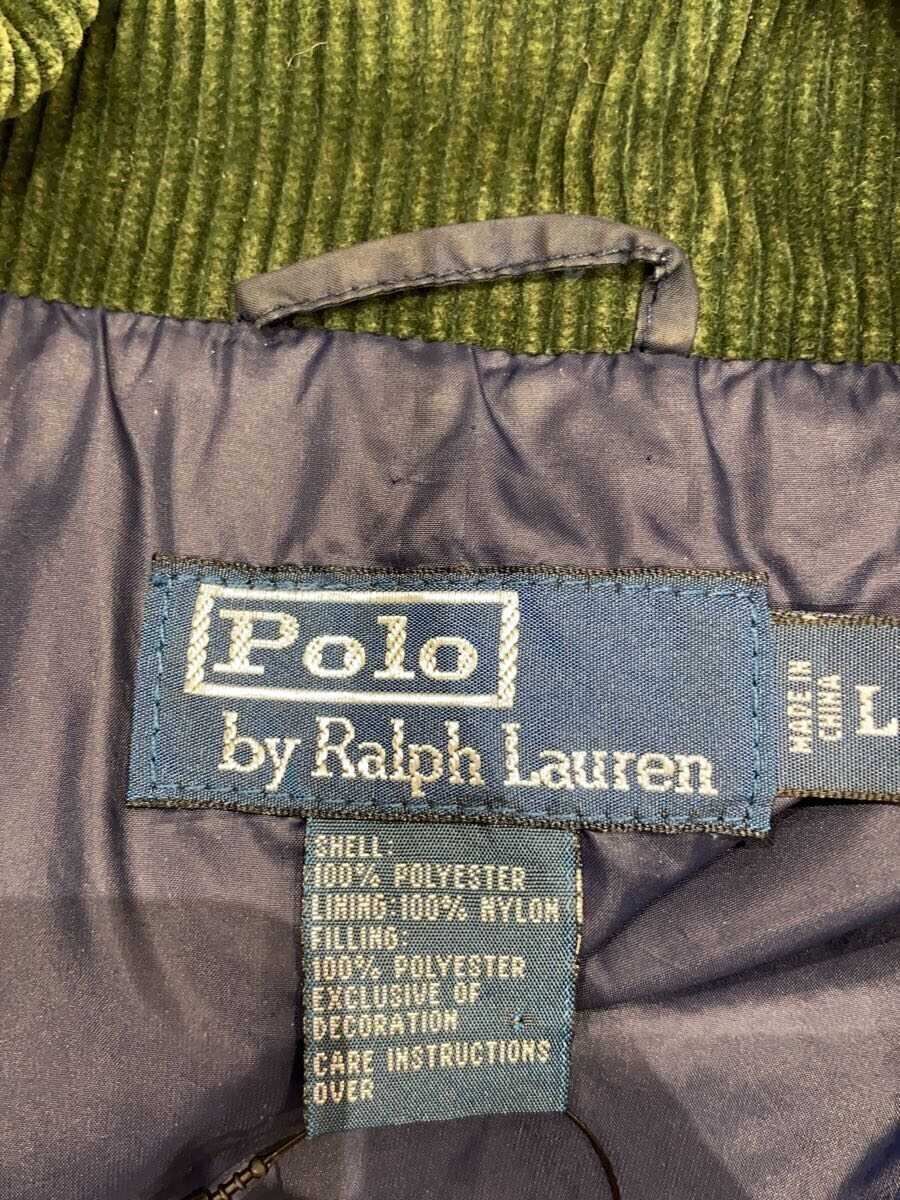 Polo
by Ralph Lauren
MADE IN
CHINA
L
SHELL:
100% POLYESTER
LINING:100% NYLON
FILLING:
100% POLYESTER
EXCLUSIVE OF
DECORATION
CARE INSTRUCTIONS
OVER